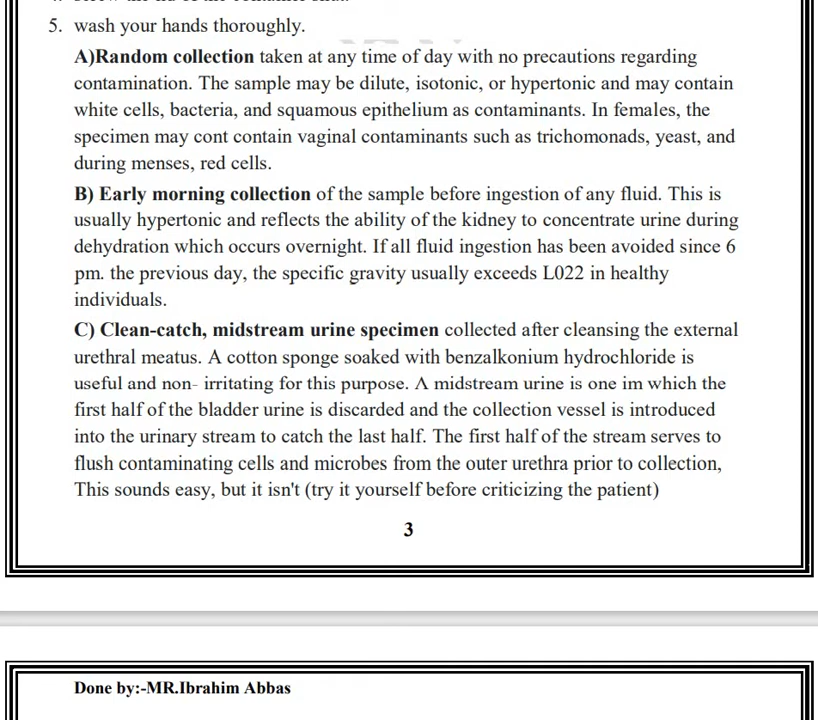 5. wash your hands thoroughly.
A)Random collection taken at any time of day with no precautions regarding
contamination. The sample may be dilute, isotonic, or hypertonic and may contain
white cells, bacteria, and squamous epithelium as contaminants. In females, the
specimen may cont contain vaginal contaminants such as trichomonads, yeast, and
during menses, red cells.
B) Early morning collection of the sample before ingestion of any fluid. This is
usually hypertonic and reflects the ability of the kidney to concentrate urine during
dehydration which occurs overnight. If all fluid ingestion has been avoided since 6
pm. the previous day, the specific gravity usually exceeds L022 in healthy
individuals.
C) Clean-catch, midstream urine specimen collected after cleansing the external
urethral meatus. A cotton sponge soaked with benzalkonium hydrochloride is
useful and non- irritating for this purpose. Λ midstream urine is one im which the
first half of the bladder urine is discarded and the collection vessel is introduced
into the urinary stream to catch the last half. The first half of the stream serves to
flush contaminating cells and microbes from the outer urethra prior to collection,
This sounds easy, but it isn't (try it yourself before criticizing the patient)
3
Done by:-MR.Ibrahim Abbas